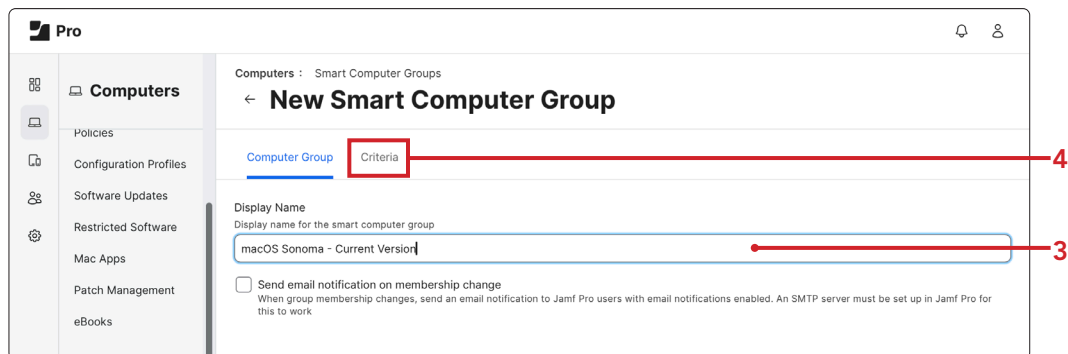 Pro
Computers
Policies
Configuration Profiles
Software Updates
Restricted Software
Mac Apps
Patch Management
eBooks
Computers : Smart Computer Groups
← New Smart Computer Group
Computer Group Criteria
4
Display Name
Display name for the smart computer group
macOS Sonoma - Current Version
3
Send email notification on membership change
When group membership changes, send an email notification to Jamf Pro users with email notifications enabled. An SMTP server must be set up in Jamf Pro for
this to work